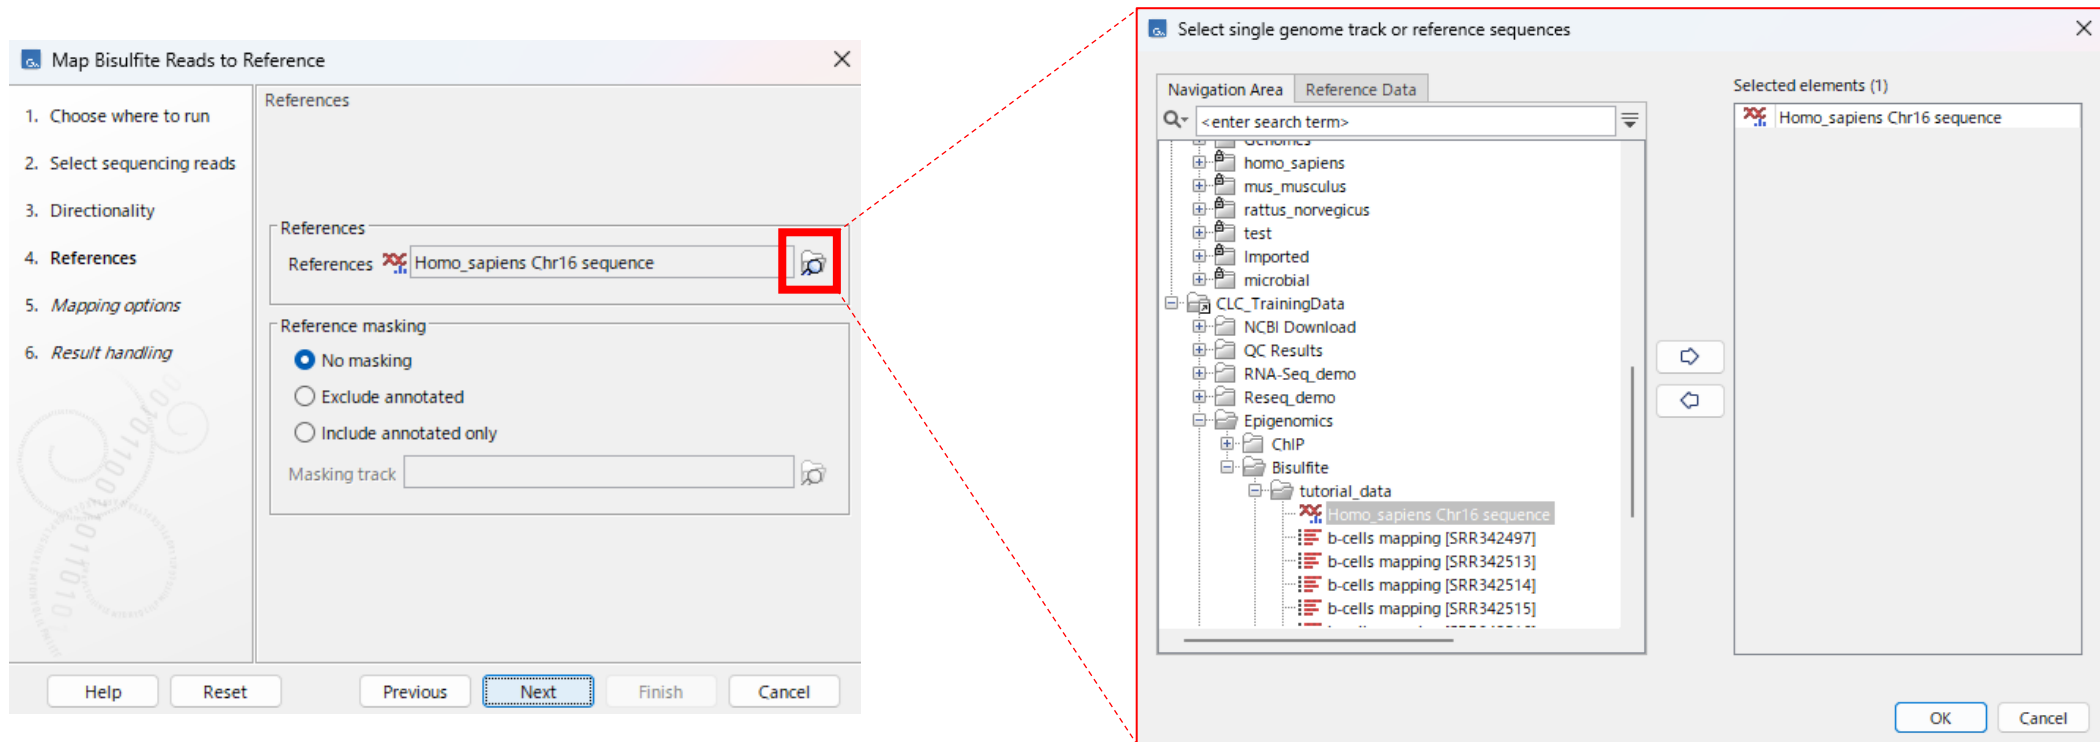 Map Bisulfite Reads to Reference
1. Choose where to run
2. Select sequencing reads
3. Directionality
4. References
5. Mapping options
6. Result handling
References
References
References Homo_sapiens Chr16 sequence
Reference masking
No masking
Exclude annotated
Include annotated only
Masking track
Help Reset Previous Next Finish Cancel
Select single genome track or reference sequences
Navigation Area Reference Data
<enter search term>
Genomes
homo_sapiens
mus_musculus
rattus_norvegicus
test
Imported
microbial
CLC_TrainingData
NCBI Download
QC Results
RNA-Seq_demo
Reseq_demo
Epigenomics
ChIP
Bisulfite
tutorial_data
Homo_sapiens Chr16 sequence
b-cells mapping [SRR342497]
b-cells mapping [SRR342513]
b-cells mapping [SRR342514]
b-cells mapping [SRR342515]
Selected elements (1)
Homo_sapiens Chr16 sequence
OK Cancel